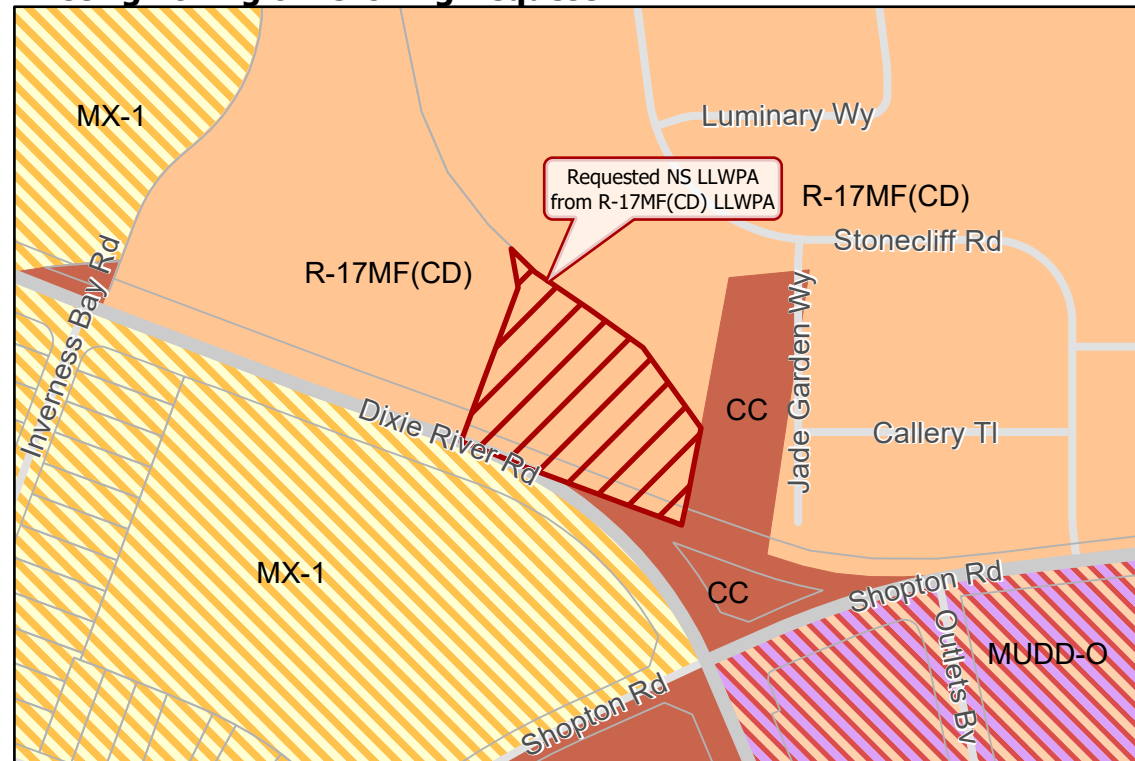 MX-1
Luminary Wy
Requested NS LLWPA
from R-17MF(CD) LLWPA
R-17MF(CD)
Stonecliff Rd
R-17MF(CD)
Inverness Bay Rd
Jade Garden Wy
CC
Dixie River Rd
Callery Tl
MX-1
CC
Shopton Rd
Outlets Bv
MUDD-O
Shopton Rd